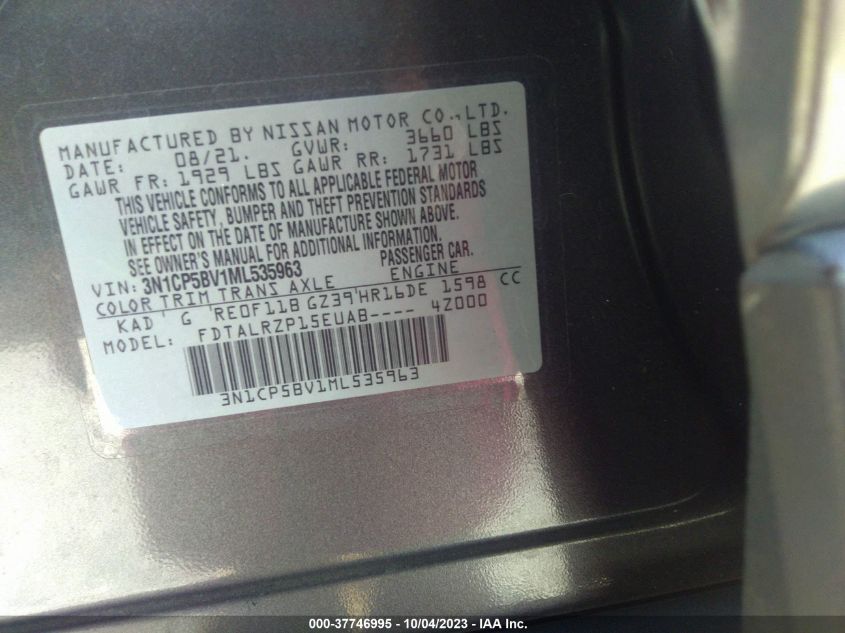 MANUFACTURED BY NISSAN MOTOR CO.,LTD.
DATE: 08/21. GVWR: 3660 LBS
GAWR FR: 1929 LBS GAWR RR: 1731 LBS
THIS VEHICLE CONFORMS TO ALL APPLICABLE FEDERAL MOTOR
VEHICLE SAFETY, BUMPER AND THEFT PREVENTION STANDARDS
IN EFFECT ON THE DATE OF MANUFACTURE SHOWN ABOVE.
SEE OWNER'S MANUAL FOR ADDITIONAL INFORMATION.
VIN: 3N1CP5BV1ML535963 PASSENGER CAR.
COLOR TRIM TRANS AXLE ENGINE
KAD ' G 'RE0F11B GZ39'HR16DE 1598 CC
MODEL: FDTALRZP15EUAB---- 4Z000
3N1CP5BV1ML535963
000-37746995 - 10/04/2023 - IAA Inc.